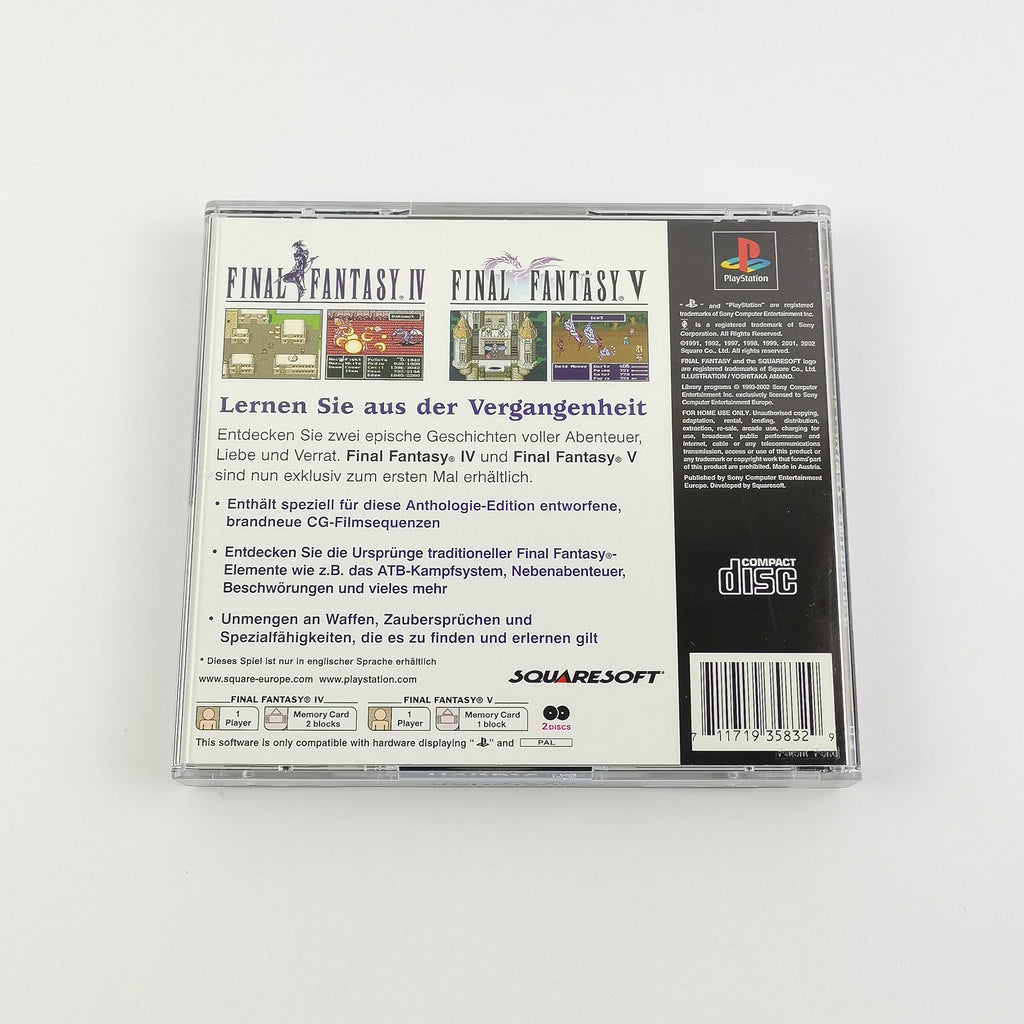 FINAL FANTASY® IV
FINAL FANTASY® V
Lernen Sie aus der Vergangenheit
Entdecken Sie zwei epische Geschichten voller Abenteuer,
Liebe und Verrat. Final Fantasy® IV und Final Fantasy® V
sind nun exklusiv zum ersten Mal erhältlich.
• Enthält speziell für diese Anthologie-Edition entworfene,
brandneue CG-Filmsequenzen
• Entdecken Sie die Ursprünge traditioneller Final Fantasy®-
Elemente wie z.B. das ATB-Kampfsystem, Nebenabenteuer,
Beschwörungen und vieles mehr
• Unmengen an Waffen, Zaubersprüchen und
Spezialfähigkeiten, die es zu finden und erlernen gilt
* Dieses Spiel ist nur in englischer Sprache erhältlich
www.square-europe.com www.playstation.com
SQUARESOFT®
FINAL FANTASY® IV
1 Player
Memory Card
2 blocks
FINAL FANTASY® V
1 Player
Memory Card
1 block
2 DISCS
This software is only compatible with hardware displaying " " and PAL
PlayStation
" " and "PlayStation" are registered
trademarks of Sony Computer Entertainment Inc.
is a registered trademark of Sony
Corporation. All Rights Reserved.
©1991, 1992, 1997, 1998, 1999, 2001, 2002
Square Co., Ltd. All rights reserved.
FINAL FANTASY and the SQUARESOFT logo
are registered trademarks of Square Co., Ltd.
ILLUSTRATION / YOSHITAKA AMANO.
Library programs © 1993-2002 Sony Computer
Entertainment Inc. exclusively licensed to Sony
Computer Entertainment Europe.
FOR HOME USE ONLY. Unauthorised copying,
adaptation, rental, lending, distribution,
extraction, re-sale, arcade use, charging for
use, broadcast, public performance and
internet, cable or any telecommunications
transmission, access or use of this product or
any trademark or copyright work that forms part
of this product are prohibited. Made in Austria.
Published by Sony Computer Entertainment
Europe. Developed by Squaresoft.
COMPACT
disc
7 11719 35832 9